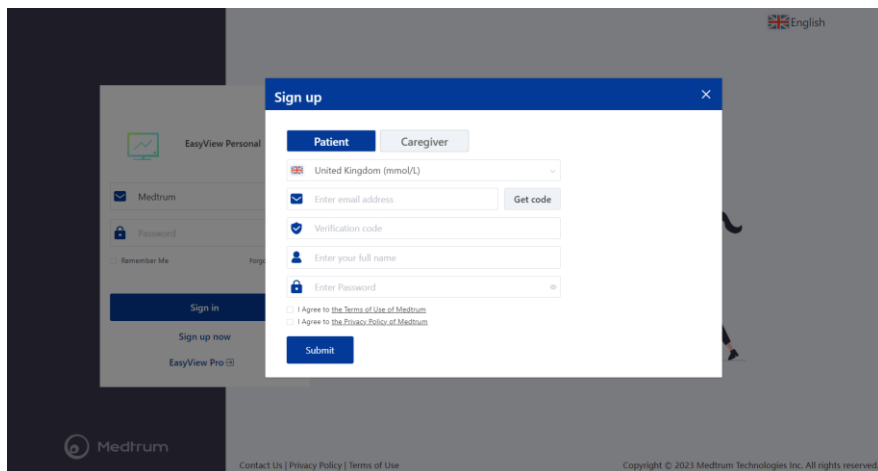 English
Sign up
Patient Caregiver
United Kingdom (mmol/L)
Enter email address Get code
Verification code
Enter your full name
Enter Password
I Agree to the Terms of Use of Medtrum
I Agree to the Privacy Policy of Medtrum
Submit
EasyView Personal
Medtrum
Password
Remember Me Forgo
Sign in
Sign up now
EasyView Pro
Medtrum
Contact Us | Privacy Policy | Terms of Use
Copyright © 2023 Medtrum Technologies Inc. All rights reserved.